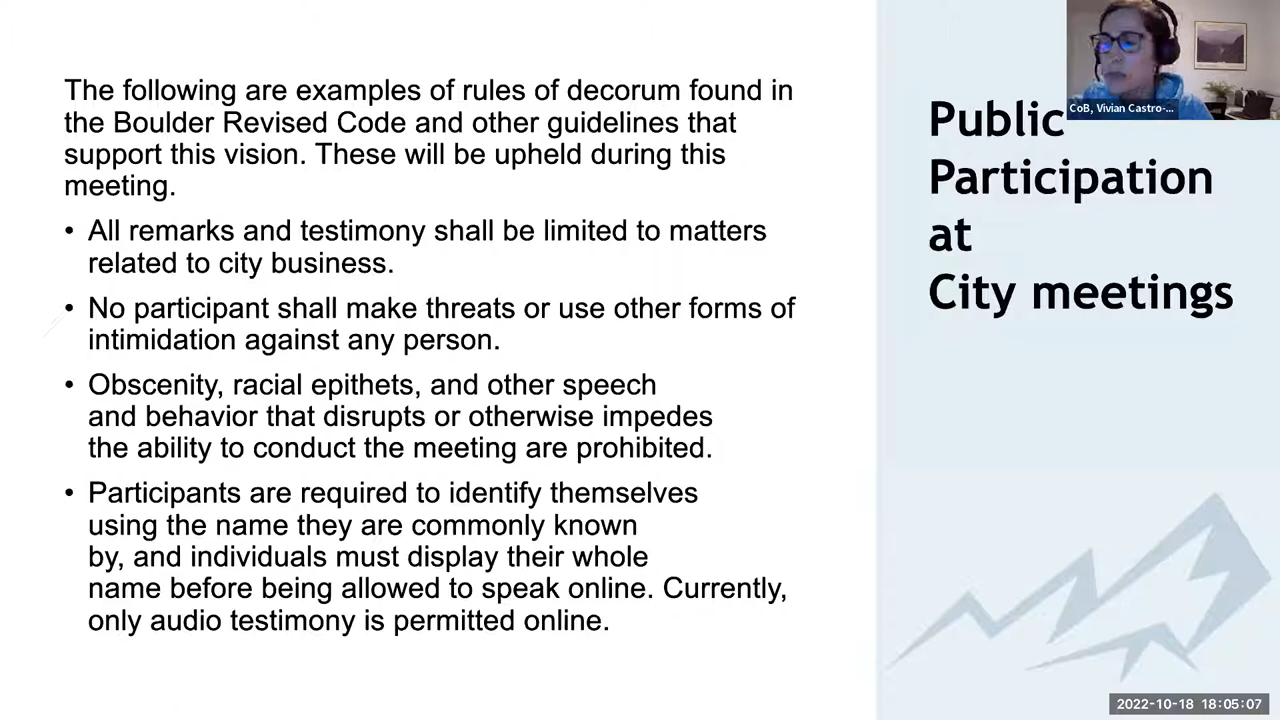 The following are examples of rules of decorum found in
the Boulder Revised Code and other guidelines that
support this vision. These will be upheld during this
meeting.
• All remarks and testimony shall be limited to matters
related to city business.
• No participant shall make threats or use other forms of
intimidation against any person.
• Obscenity, racial epithets, and other speech
and behavior that disrupts or otherwise impedes
the ability to conduct the meeting are prohibited.
• Participants are required to identify themselves
using the name they are commonly known
by, and individuals must display their whole
name before being allowed to speak online. Currently,
only audio testimony is permitted online.
CoB, Vivian Castro-...
Public
Participation
at
City meetings
2022-10-18 18:05:07